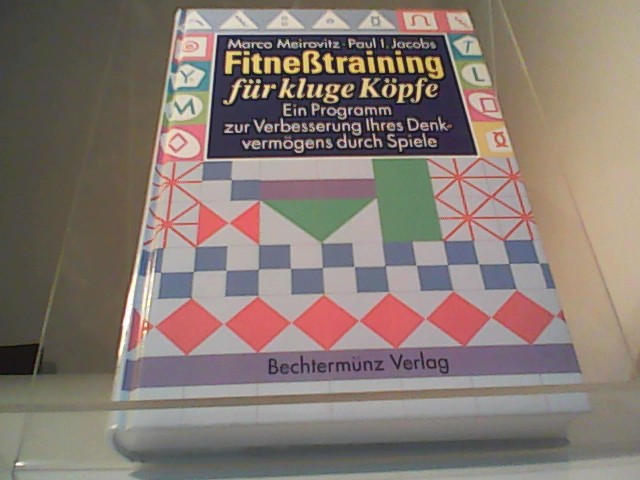 Marco Meirovitz · Paul I. Jacobs
Fitneßtraining
für kluge Köpfe
Ein Programm
zur Verbesserung Ihres Denk-
vermögens durch Spiele
Y
M
T
L
Bechtermünz Verlag